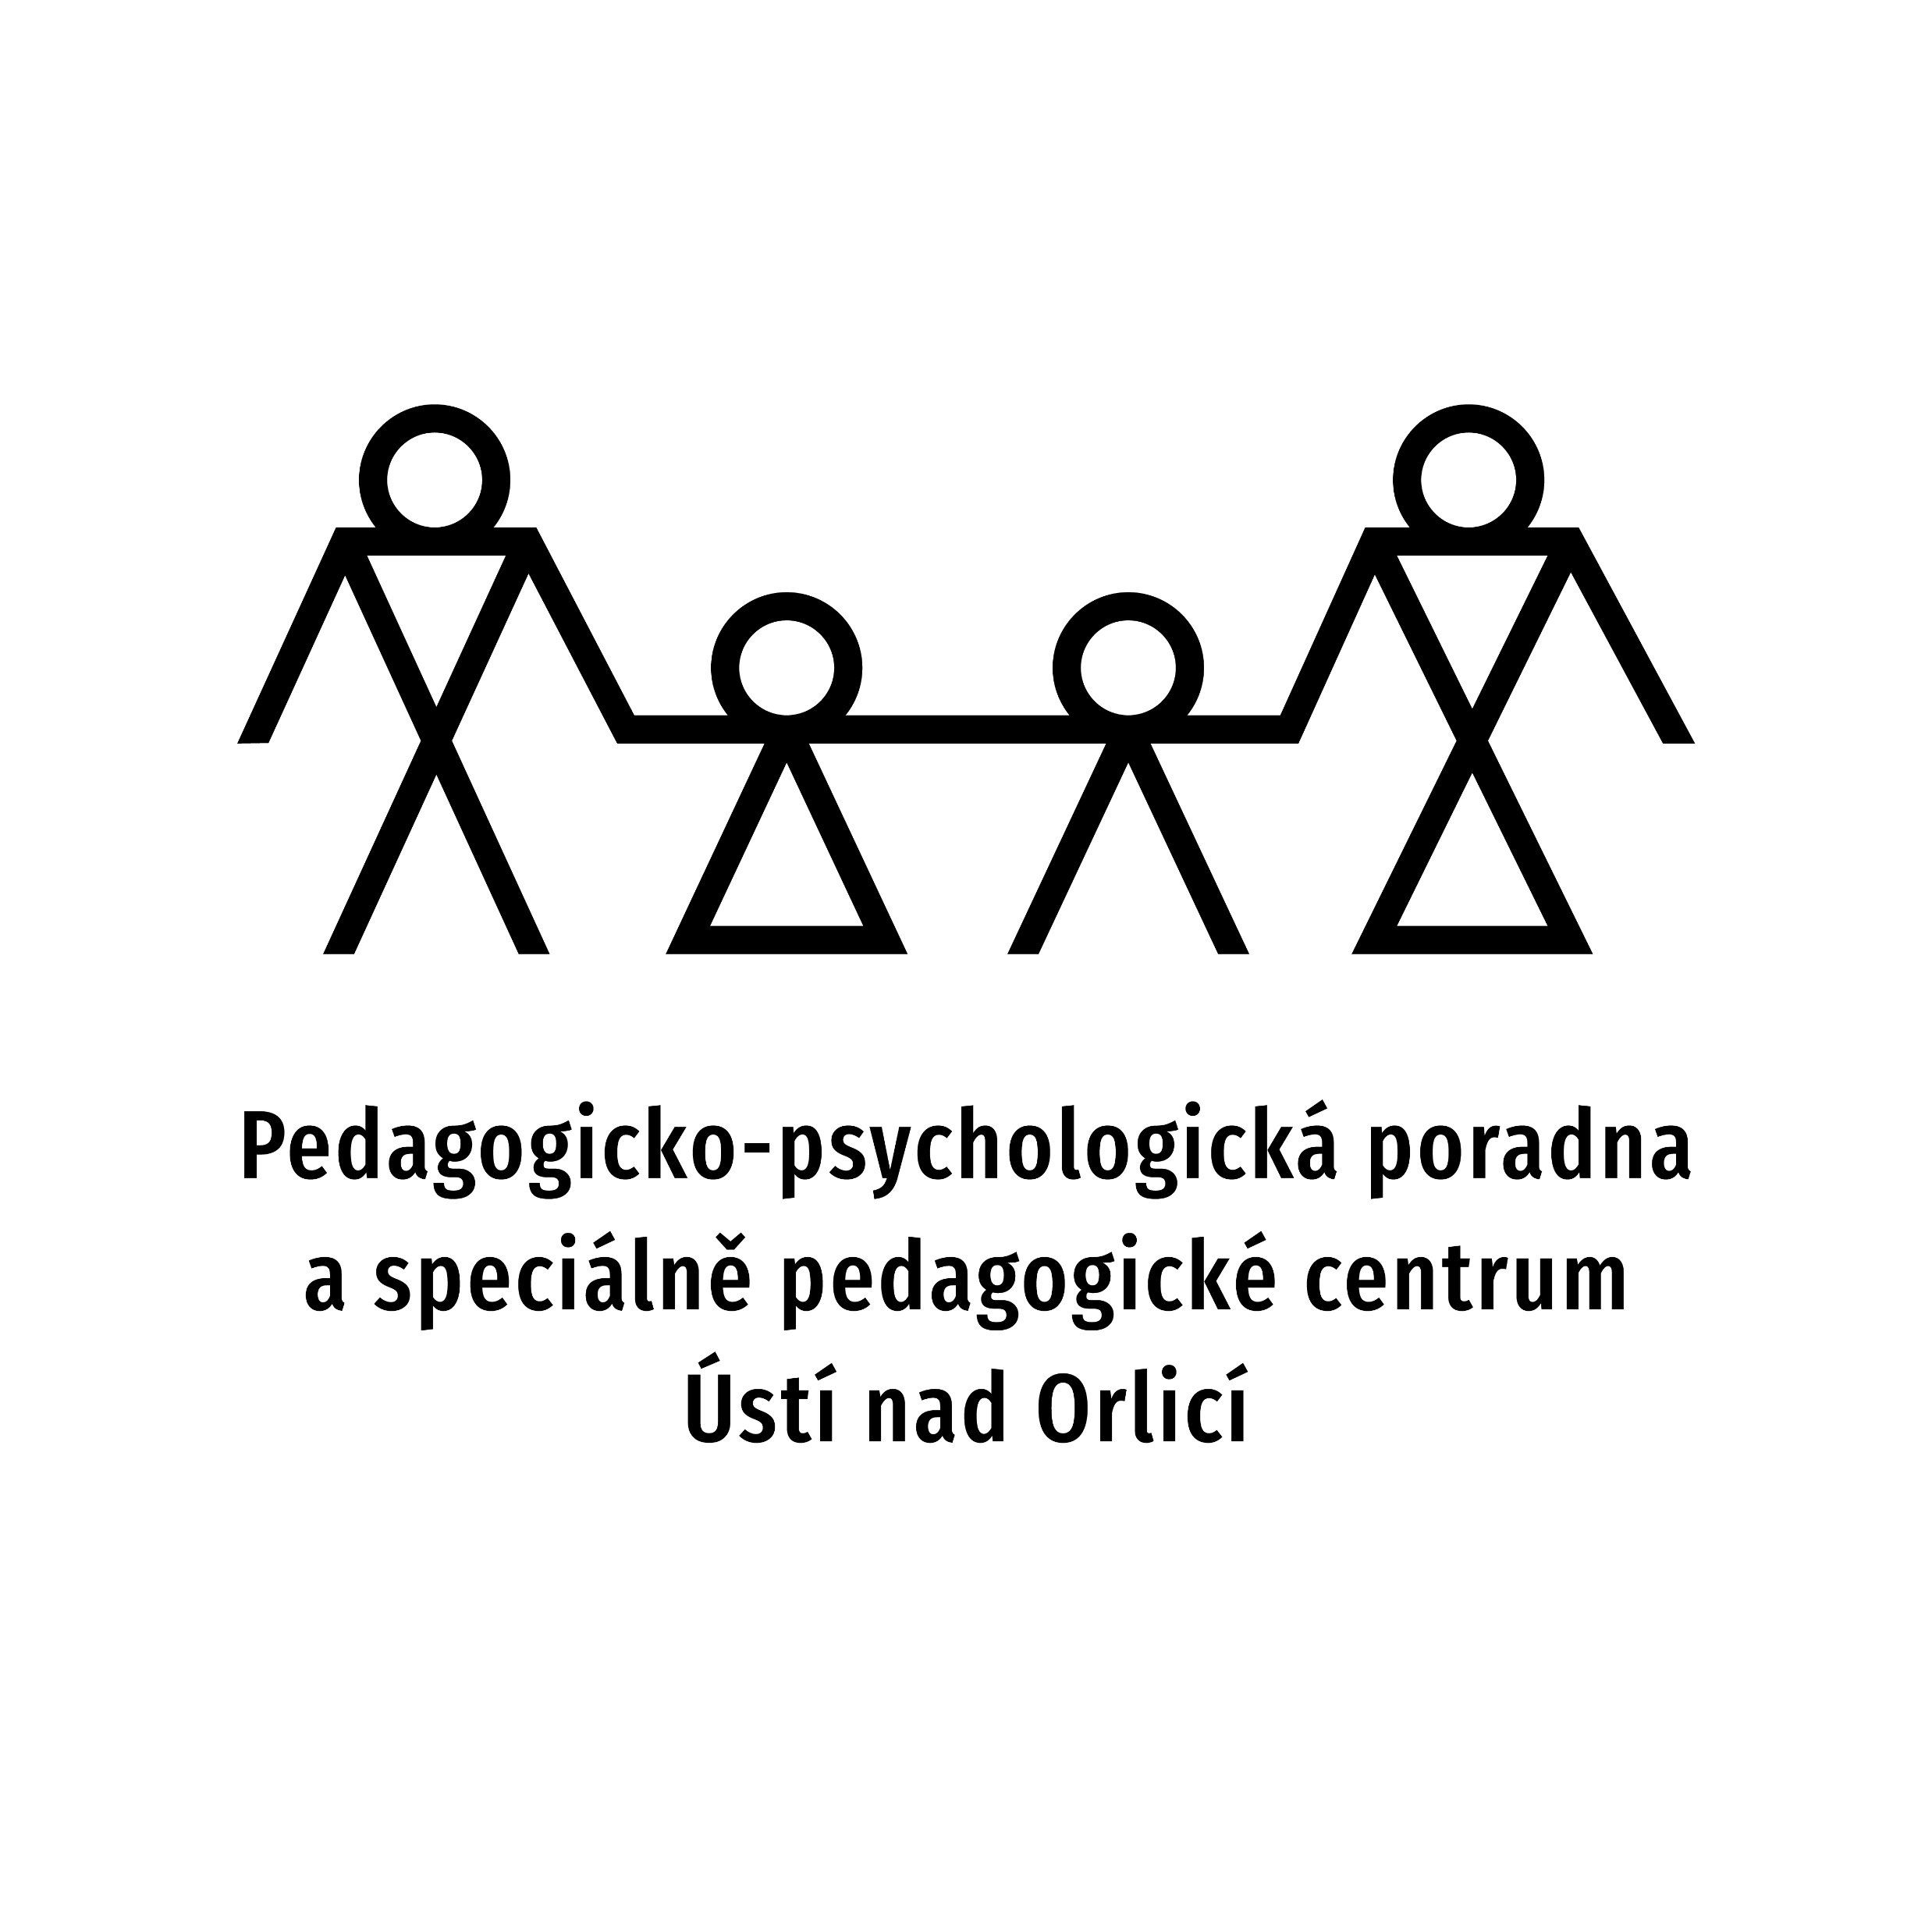 Pedagogicko-psychologická poradna
a speciálně pedagogické centrum
Ústí nad Orlicí